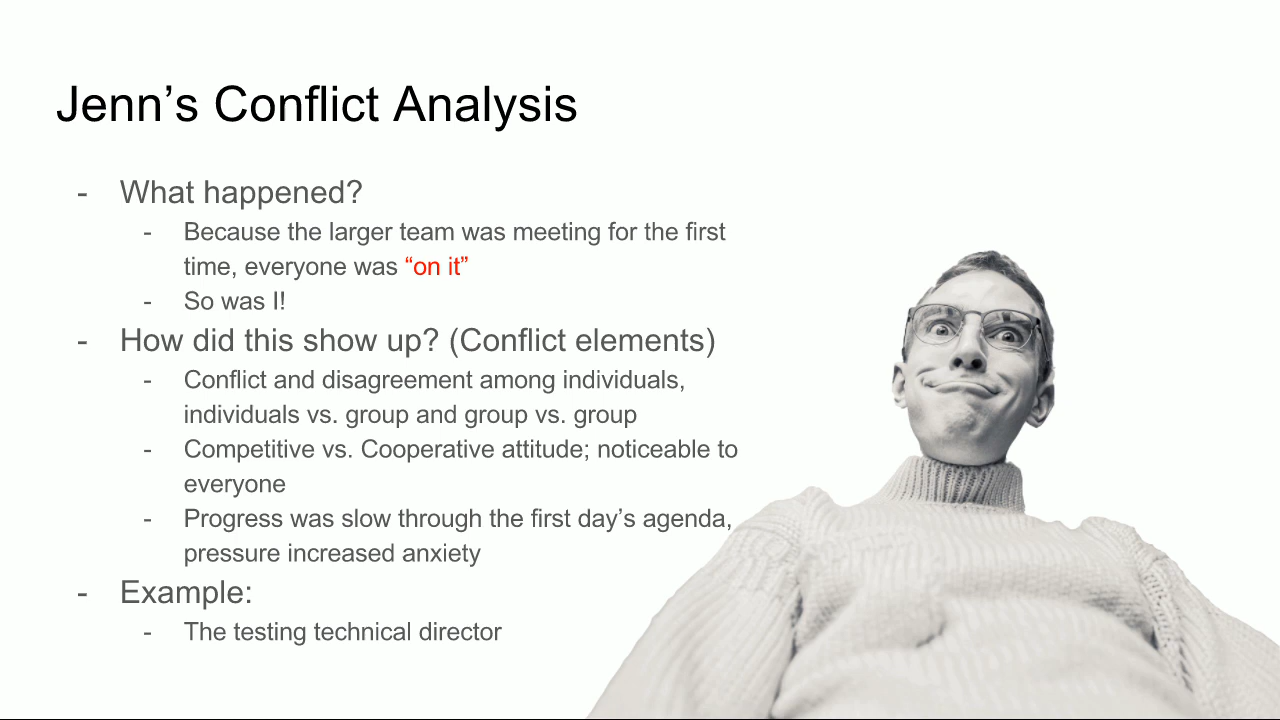 Jenn’s Conflict Analysis
- What happened?
- Because the larger team was meeting for the first
time, everyone was “on it”
- So was I!
- How did this show up? (Conflict elements)
- Conflict and disagreement among individuals,
individuals vs. group and group vs. group
- Competitive vs. Cooperative attitude; noticeable to
everyone
- Progress was slow through the first day’s agenda,
pressure increased anxiety
- Example:
- The testing technical director